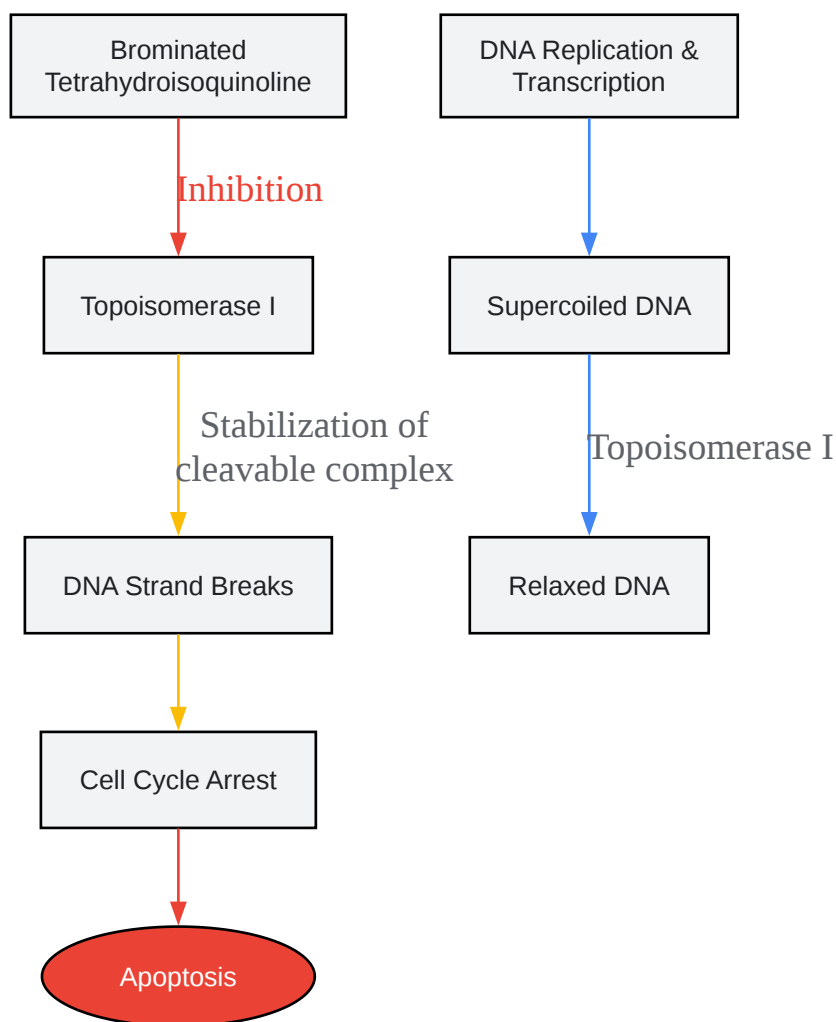 Brominated
Tetrahydroisoquinoline
DNA Replication &
Transcription
Inhibition
Topoisomerase I
Supercoiled DNA
Stabilization of
cleavable complex
Topoisomerase I
DNA Strand Breaks
Relaxed DNA
Cell Cycle Arrest
Apoptosis